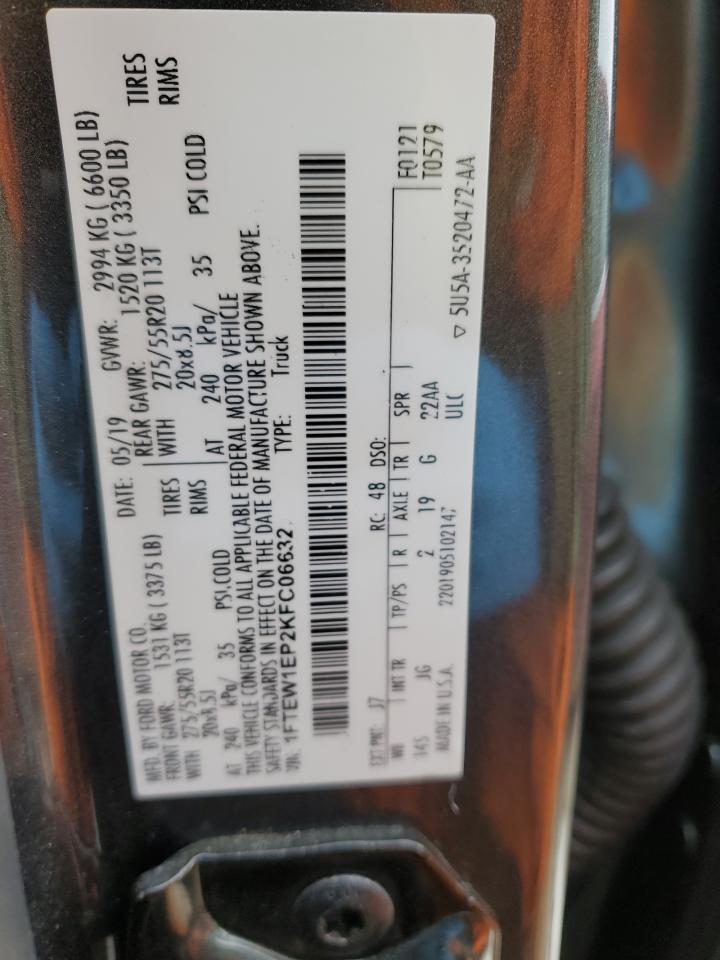 MFD. BY FORD MOTOR CO. DATE: 05/19 GVWR: 2994 KG ( 6600 LB)
FRONT GAWR: 1531 KG ( 3375 LB) REAR GAWR: 1520 KG ( 3350 LB)
WITH 275/55R20 113T TIRES WITH 275/55R20 113T TIRES
20x8.5J RIMS 20x8.5J RIMS
AT 240 kPa/ 35 PSI.COLD AT 240 kPa/ 35 PSI COLD
THIS VEHICLE CONFORMS TO ALL APPLICABLE FEDERAL MOTOR VEHICLE
SAFETY STANDARDS IN EFFECT ON THE DATE OF MANUFACTURE SHOWN ABOVE.
VIN: 1FTEW1EP2KFC06632 TYPE: Truck
EXT PNT: J7 RC: 48 DSO:
WB INT TR TP/PS R AXLE TR SPR F0121
145 JG 2 19 G 22AA T0579
MADE IN U.S.A. 2201905102147 ULC
▽ 5U5A-3520472-AA